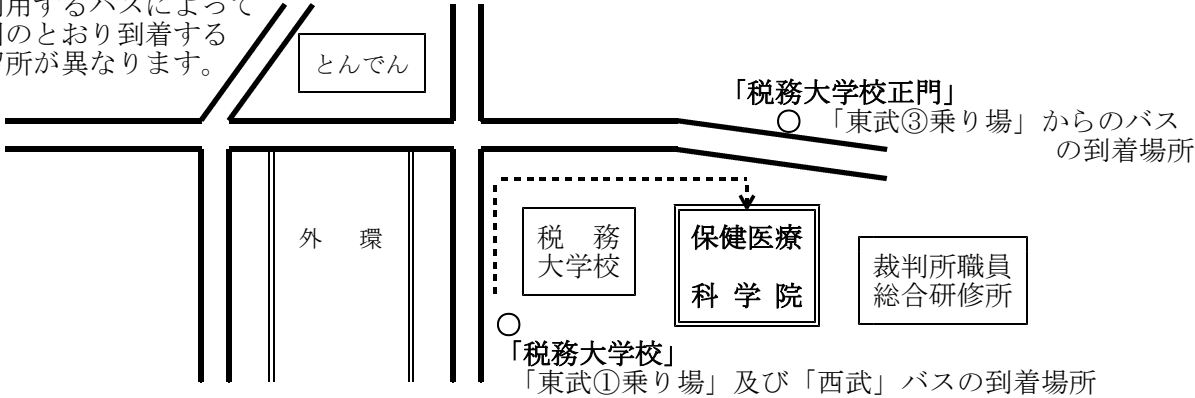 用するバスによって
のとおり到着する
所が異なります。
とんでん
「税務大学校正門」
○ 「東武③乗り場」からのバス
の到着場所
外 環
税 務
大学校
保健医療
科 学 院
裁判所職員
総合研修所
○
「税務大学校」
「東武①乗り場」及び「西武」バスの到着場所